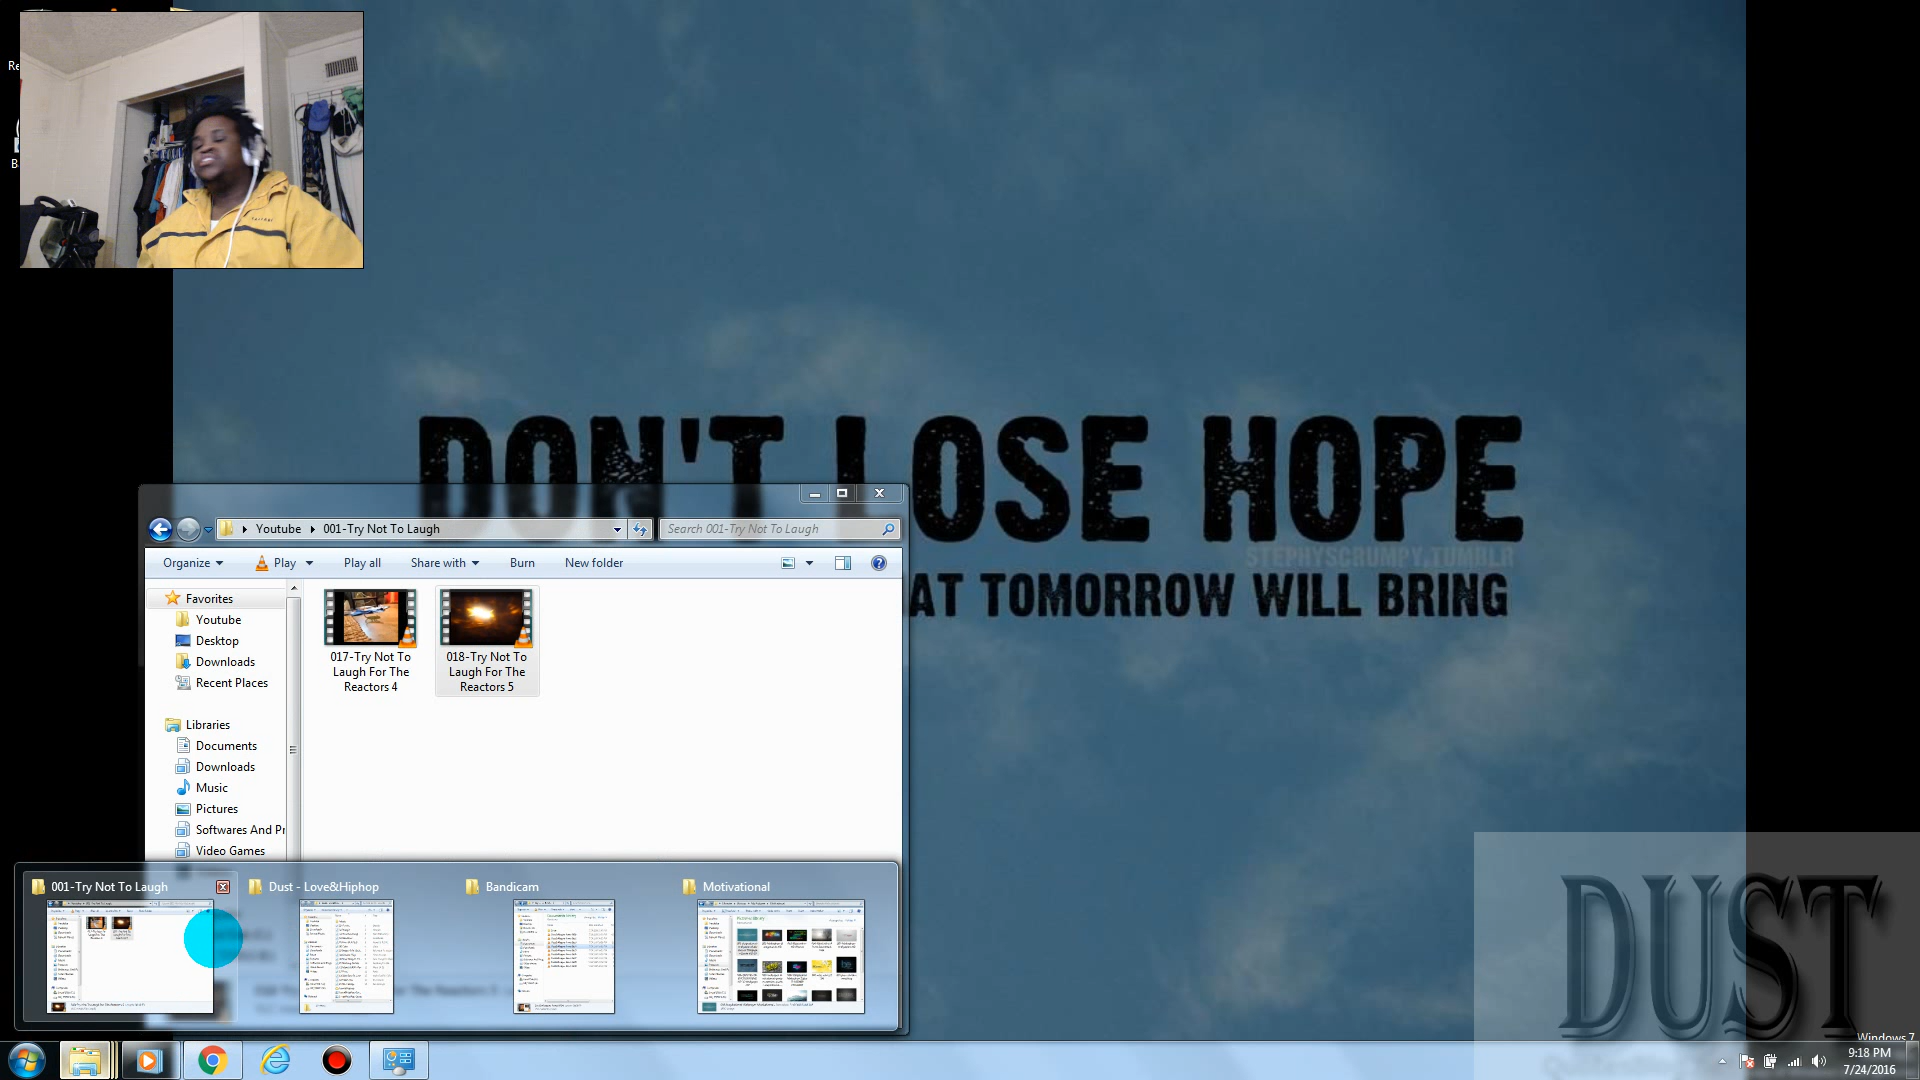 Re
B
DON'T LOSE HOPE
STEPHYSCRUMPY.TUMBLR
AT TOMORROW WILL BRING
Youtube
001-Try Not To Laugh
Search 001-Try Not To Laugh
Organize
Play
Play all
Share with
Burn
New folder
Favorites
Youtube
Desktop
Downloads
Recent Places
Libraries
Documents
Downloads
Music
Pictures
Softwares And Pr
Video Games
017-Try Not To
Laugh For The
Reactors 4
018-Try Not To
Laugh For The
Reactors 5
001-Try Not To Laugh
Dust - Love&Hiphop
Bandicam
Motivational
DUST
Windows 7
9:18 PM
7/24/2016